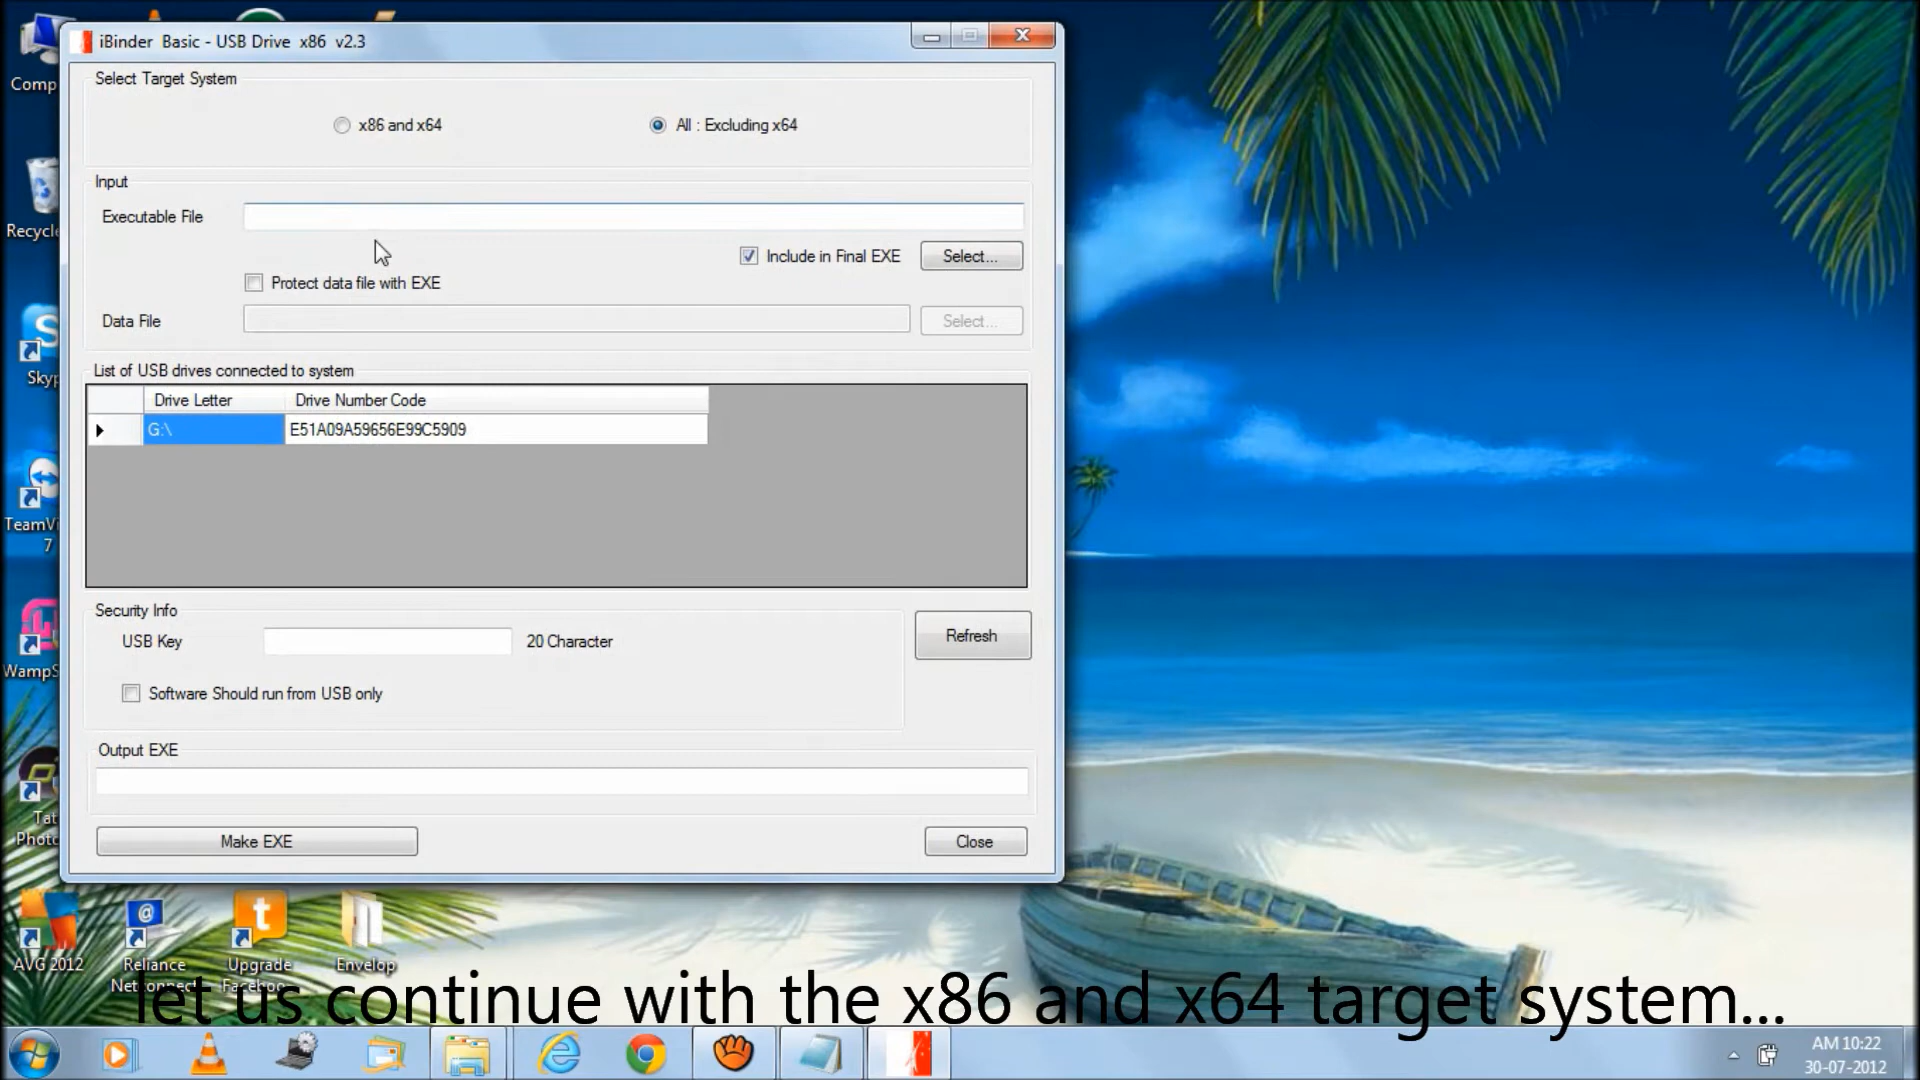 iBinder Basic - USB Drive x86 v2.3
Select Target System
x86 and x64
All : Excluding x64
Input
Executable File
Include in Final EXE
Select...
Protect data file with EXE
Data File
Select...
List of USB drives connected to system
Drive Letter
Drive Number Code
G:\
E51A09A59656E99C5909
Security Info
USB Key
20 Character
Refresh
Software Should run from USB only
Output EXE
Make EXE
Close
Comp
Recycle
Skyp
TeamVi
7
WampS
Tat
Photo
AVG 2012
Reliance
Netconnect
Upgrade
Faceboo
Envelop
let us continue with the x86 and x64 target system...
AM 10:22
30-07-2012